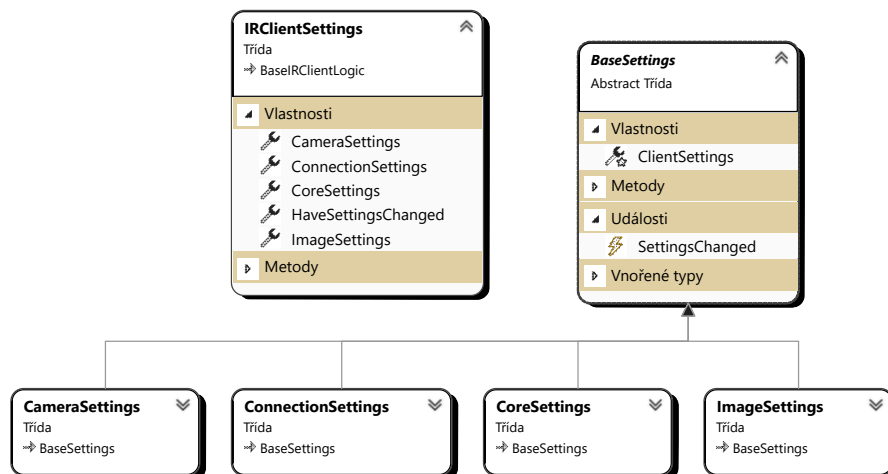 IRClientSettings
Třída
BaseIRClientLogic
Vlastnosti
CameraSettings
ConnectionSettings
CoreSettings
HaveSettingsChanged
ImageSettings
Metody
BaseSettings
Abstract Třída
Vlastnosti
ClientSettings
Metody
Události
SettingsChanged
Vnořené typy
CameraSettings
Třída
BaseSettings
ConnectionSettings
Třída
BaseSettings
CoreSettings
Třída
BaseSettings
ImageSettings
Třída
BaseSettings